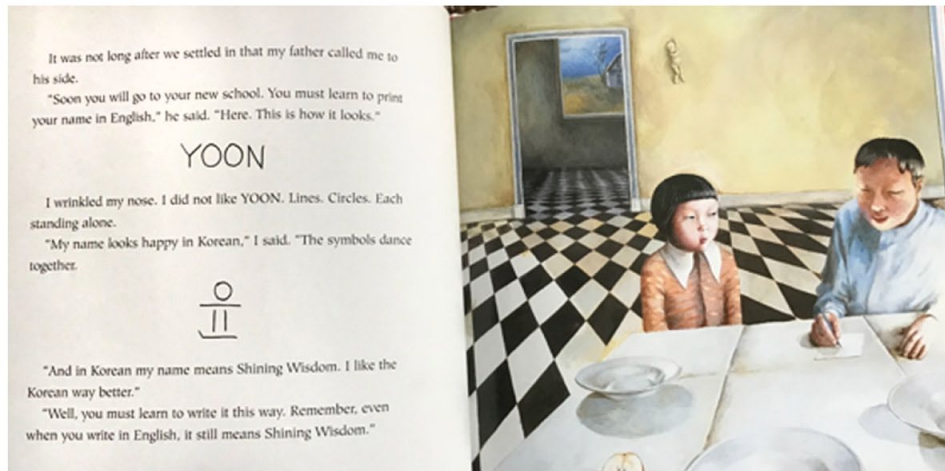 It was not long after we settled in that my father called me to
his side.
"Soon you will go to your new school. You must learn to print
your name in English," he said. "Here. This is how it looks."
YOON
I wrinkled my nose. I did not like YOON. Lines. Circles. Each
standing alone.
"My name looks happy in Korean," I said. "The symbols dance
together.
윤
"And in Korean my name means Shining Wisdom. I like the
Korean way better."
"Well, you must learn to write it this way. Remember, even
when you write in English, it still means Shining Wisdom."